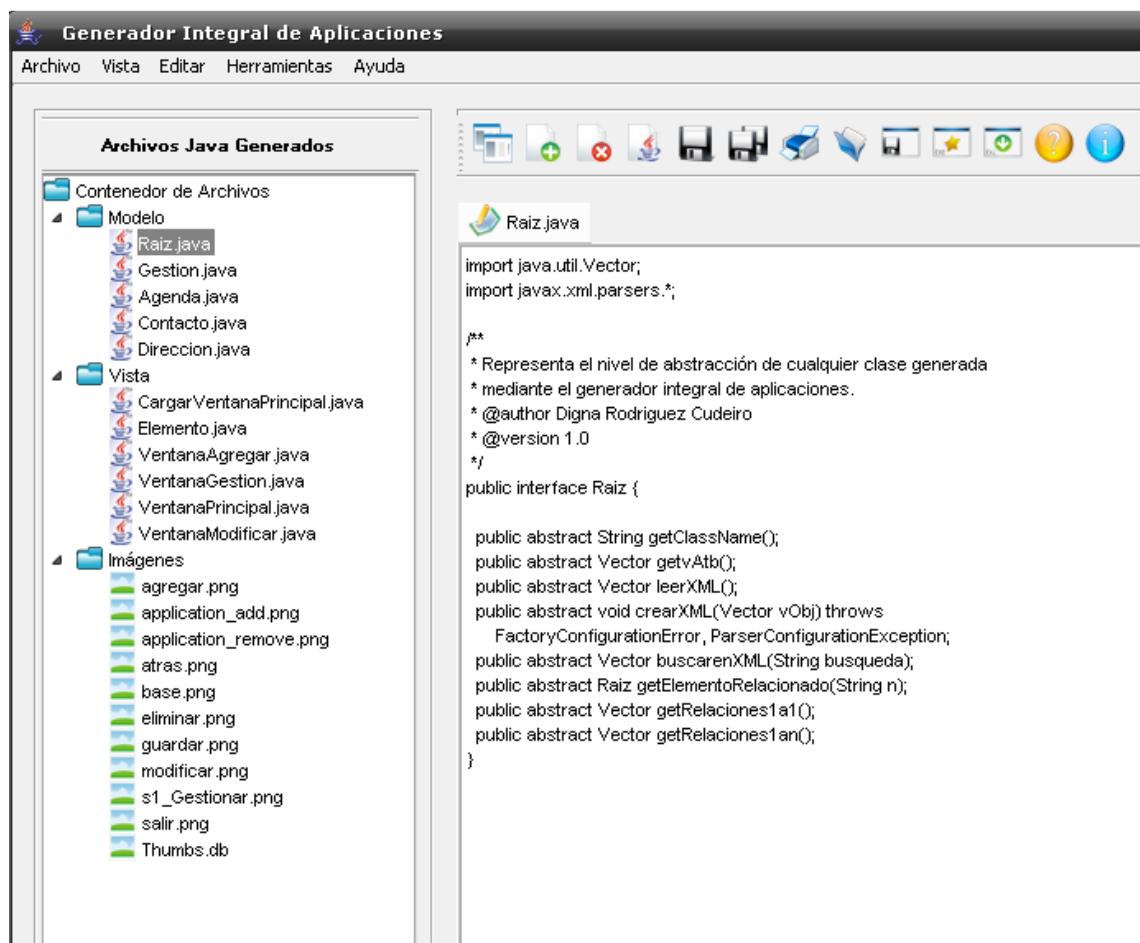 Generador Integral de Aplicaciones
Archivo Vista Editar Herramientas Ayuda
Archivos Java Generados
Contenedor de Archivos
Modelo
Raiz.java
Gestion.java
Agenda.java
Contacto.java
Direccion.java
Vista
CargarVentanaPrincipal.java
Elemento.java
VentanaAgregar.java
VentanaGestion.java
VentanaPrincipal.java
VentanaModificar.java
Imágenes
agregar.png
application_add.png
application_remove.png
atras.png
base.png
eliminar.png
guardar.png
modificar.png
s1_Gestionar.png
salir.png
Thumbs.db
Raiz.java
import java.util.Vector;
import javax.xml.parsers.*;
/**
* Representa el nivel de abstracción de cualquier clase generada
* mediante el generador integral de aplicaciones.
* @author Digna Rodriguez Cudeiro
* @version 1.0
*/
public interface Raiz {
public abstract String getClassName();
public abstract Vector getvAtb();
public abstract Vector leerXML();
public abstract void crearXML(Vector vObj) throws
FactoryConfigurationError, ParserConfigurationException;
public abstract Vector buscarenXML(String busqueda);
public abstract Raiz getElementoRelacionado(String n);
public abstract Vector getRelaciones1a1();
public abstract Vector getRelaciones1an();
}